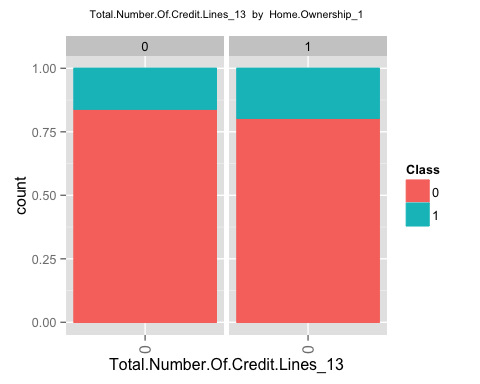 Total.Number.Of.Credit.Lines_13 by Home.Ownership_1
0 1
1.00
0.75
0.50
0.25
0.00
count
0 0
Total.Number.Of.Credit.Lines_13
Class
0
1